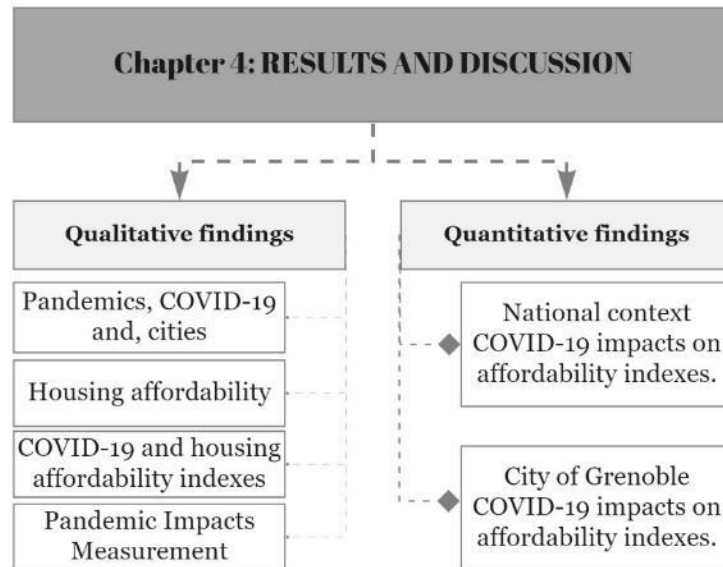 Chapter 4: RESULTS AND DISCUSSION
Qualitative findings
Pandemics, COVID-19
and, cities
Housing affordability
COVID-19 and housing
affordability indexes
Pandemic Impacts
Measurement
Quantitative findings
National context
COVID-19 impacts on
affordability indexes.
City of Grenoble
COVID-19 impacts on
affordability indexes.